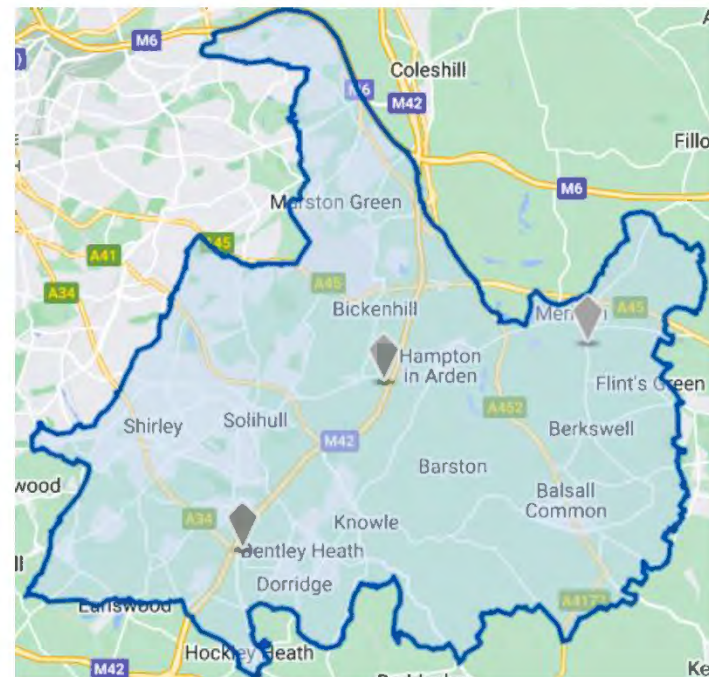 M6
Coleshill
)
M6
M42
Fillo
M6
Marston Green
A45
A41
A45
A34
Bickenhill
A45
Hampton
in Arden
Flint's Green
Shirley
Solihull
A452
M42
Berkswell
Barston
wood
Balsall
Common
A34
Knowle
Bentley Heath
Dorridge
Earlswood
Hockley Heath
M42
Ke